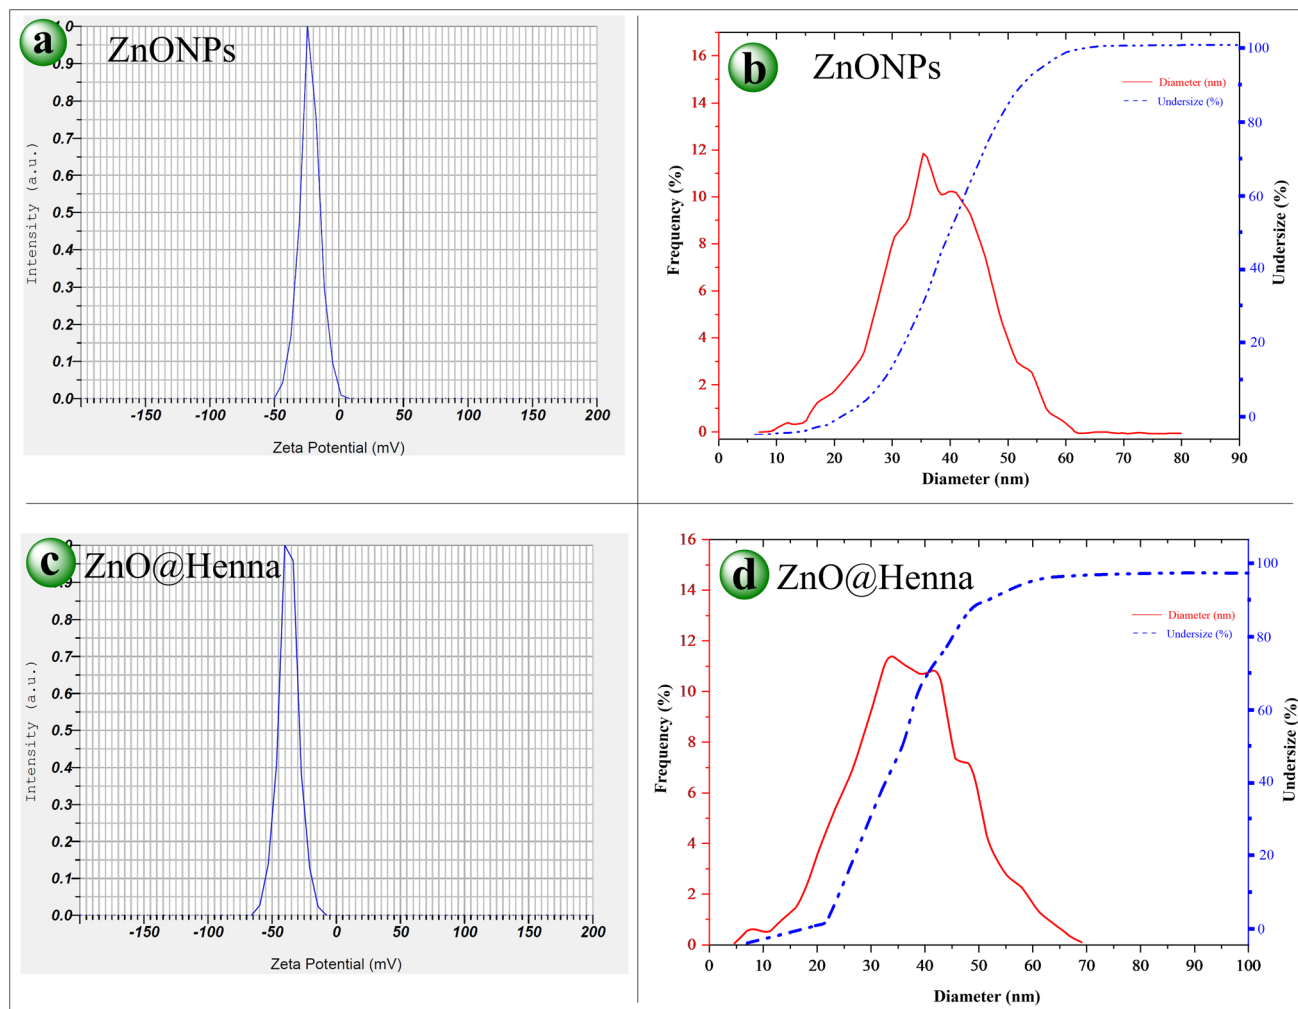 a
ZnONPs
1.0
0.9
0.8
0.7
0.6
0.5
0.4
0.3
0.2
0.1
0.0
Intensity (a.u.)
-150 -100 -50 0 50 100 150 200
Zeta Potential (mV)
b
ZnONPs
Diameter (nm)
Undersize (%)
16
14
12
10
8
6
4
2
0
Frequency (%)
100
80
60
40
20
0
Undersize (%)
0 10 20 30 40 50 60 70 80 90
Diameter (nm)
c
ZnO@Henna
0.8
0.7
0.6
0.5
0.4
0.3
0.2
0.1
0.0
Intensity (a.u.)
-150 -100 -50 0 50 100 150 200
Zeta Potential (mV)
d
ZnO@Henna
Diameter (nm)
Undersize (%)
16
14
12
10
8
6
4
2
0
Frequency (%)
100
80
60
40
20
0
Undersize (%)
0 10 20 30 40 50 60 70 80 90 100
Diameter (nm)